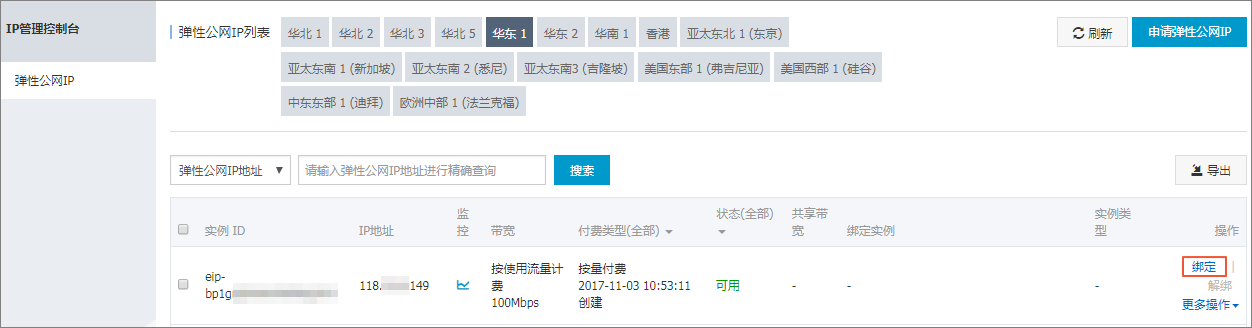 IP管理控制台
弹性公网IP
弹性公网IP列表 华北 1 华北 2 华北 3 华北 5 华东 1 华东 2 华南 1 香港 亚太东北 1 (东京) 刷新 申请弹性公网IP
亚太东南 1 (新加坡) 亚太东南 2 (悉尼) 亚太东南3 (吉隆坡) 美国东部 1 (弗吉尼亚) 美国西部 1 (硅谷)
中东东部 1 (迪拜) 欧洲中部 1 (法兰克福)
弹性公网IP地址 请输入弹性公网IP地址进行精确查询 搜索 导出
实例 ID IP地址 监控 带宽 付费类型(全部) 状态(全部) 共享带宽 绑定实例 实例类型 操作
eip-
bp1g
118. 149
按使用流量计
费
100Mbps
按量付费
2017-11-03 10:53:11
创建
可用 - - -
绑定 |
解绑
更多操作